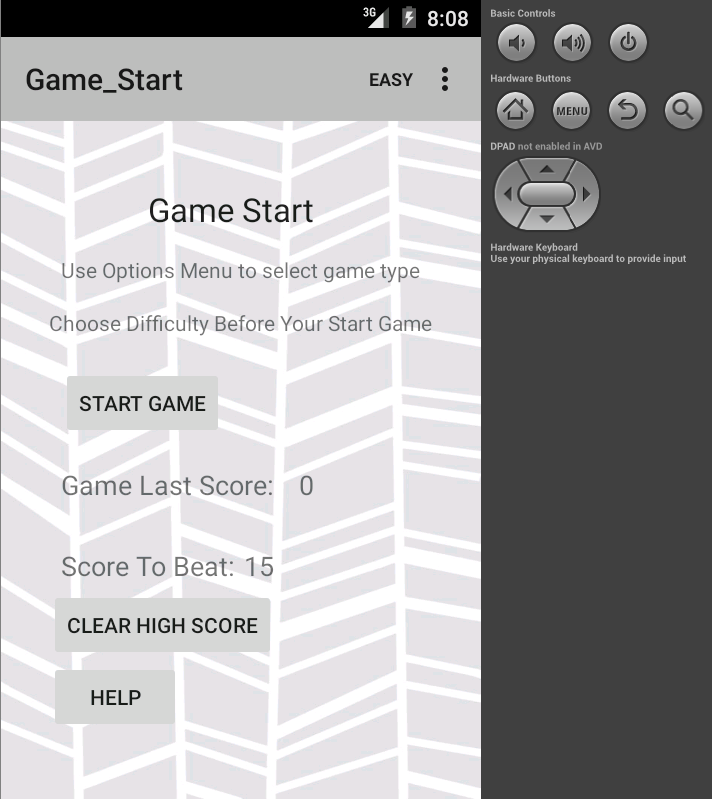 3G 8:08
Game_Start EASY
Game Start
Use Options Menu to select game type
Choose Difficulty Before Your Start Game
START GAME
Game Last Score: 0
Score To Beat: 15
CLEAR HIGH SCORE
HELP
Basic Controls
Hardware Buttons
MENU
DPAD not enabled in AVD
Hardware Keyboard
Use your physical keyboard to provide input